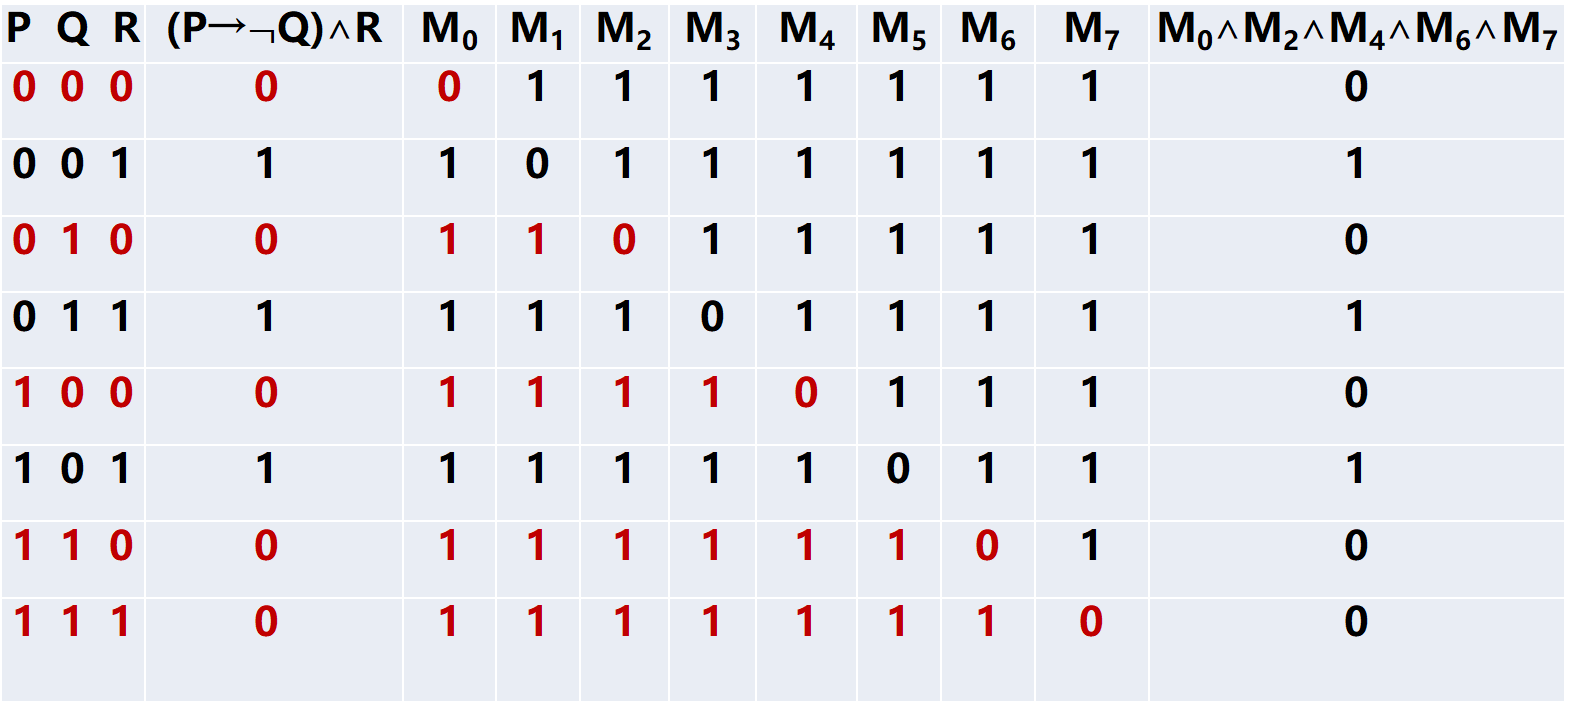 P Q R (P→¬Q)∧R M₀ M₁ M₂ M₃ M₄ M₅ M₆ M₇ M₀∧M₂∧M₄∧M₆∧M₇
0 0 0 0 0 1 1 1 1 1 1 1 0
0 0 1 1 1 0 1 1 1 1 1 1 1
0 1 0 0 1 1 0 1 1 1 1 1 0
0 1 1 1 1 1 1 0 1 1 1 1 1
1 0 0 0 1 1 1 1 0 1 1 1 0
1 0 1 1 1 1 1 1 1 0 1 1 1
1 1 0 0 1 1 1 1 1 1 0 1 0
1 1 1 0 1 1 1 1 1 1 1 0 0